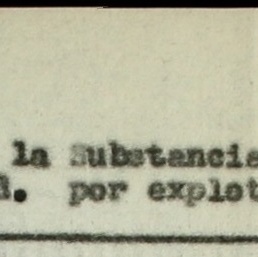 la Substancia
d. por explot